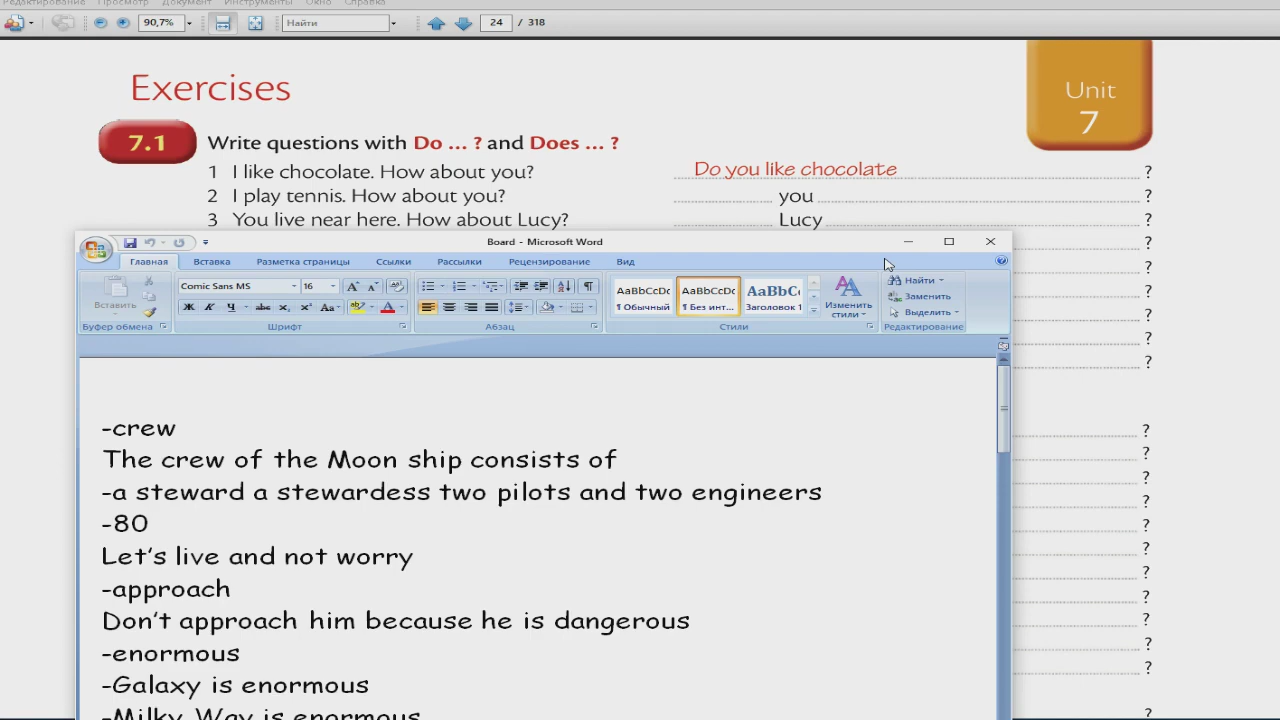 Редактирование Просмотр Документ Инструменты Окно Справка
90,7% Найти 24 / 318
Exercises
Unit
7
7.1 Write questions with Do ... ? and Does ... ?
1 I like chocolate. How about you? Do you like chocolate ?
2 I play tennis. How about you? you ?
3 You live near here. How about Lucy? Lucy ?
Board - Microsoft Word
Главная Вставка Разметка страницы Ссылки Рассылки Рецензирование Вид
Вставить
Comic Sans MS 16
AaBbCcDc AaBbCcDc AaBbCc
¶ Обычный ¶ Без инт... Заголовок 1
Изменить стили
Найти
Заменить
Выделить
Буфер обмена Шрифт Абзац Стили Редактирование
-crew
The crew of the Moon ship consists of
-a steward a stewardess two pilots and two engineers
-80
Let's live and not worry
-approach
Don't approach him because he is dangerous
-enormous
-Galaxy is enormous
-Milky Way is enormous